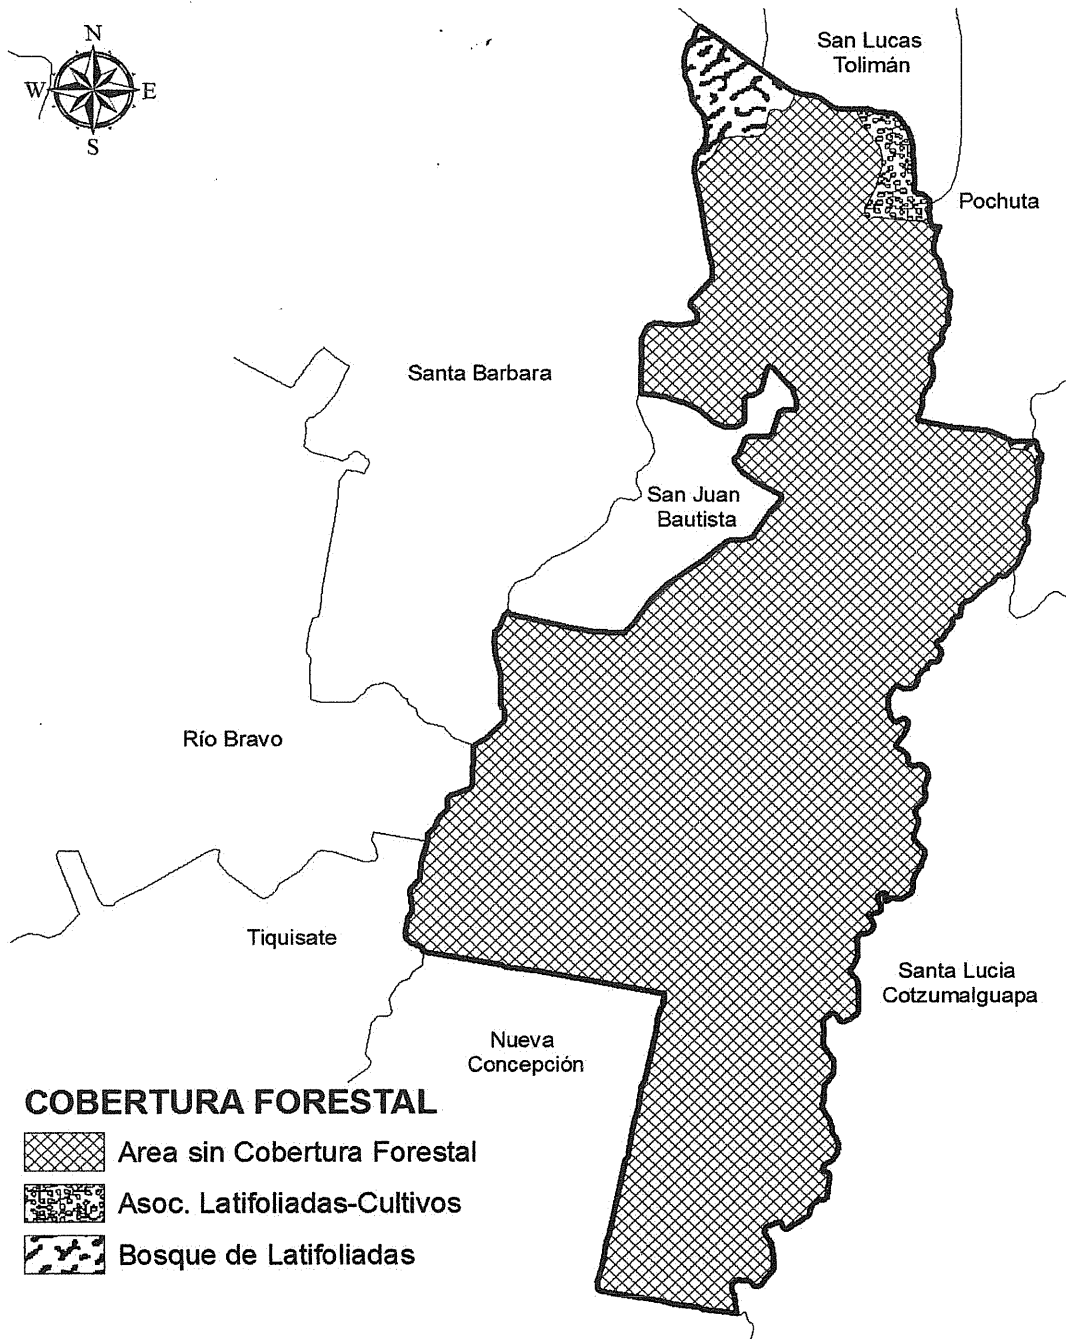 N
W E
S
San Lucas
Tolimán
Pochuta
Santa Barbara
San Juan
Bautista
Río Bravo
Tiquisate
Santa Lucia
Cotzumalguapa
Nueva
Concepción
COBERTURA FORESTAL
Area sin Cobertura Forestal
Asoc. Latifoliadas-Cultivos
Bosque de Latifoliadas